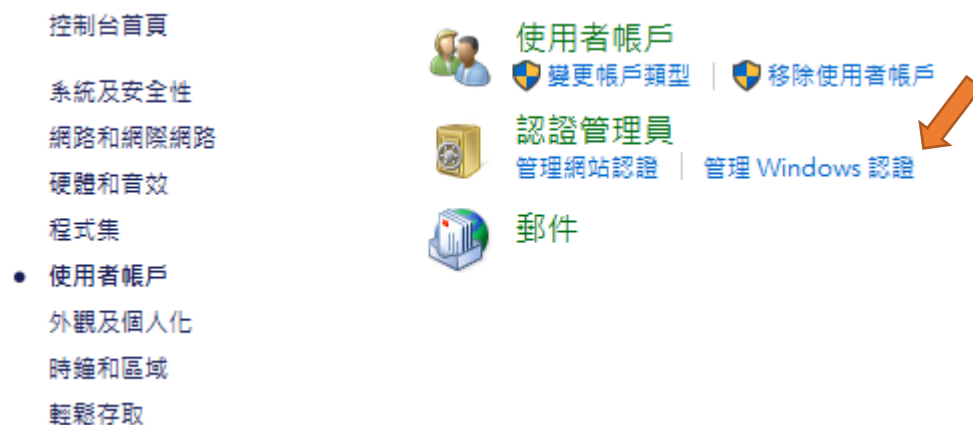 控制台首頁
系統及安全性
網路和網際網路
硬體和音效
程式集
使用者帳戶
外觀及個人化
時鐘和區域
輕鬆存取
使用者帳戶
變更帳戶類型
移除使用者帳戶
認證管理員
管理網站認證
管理 Windows 認證
郵件